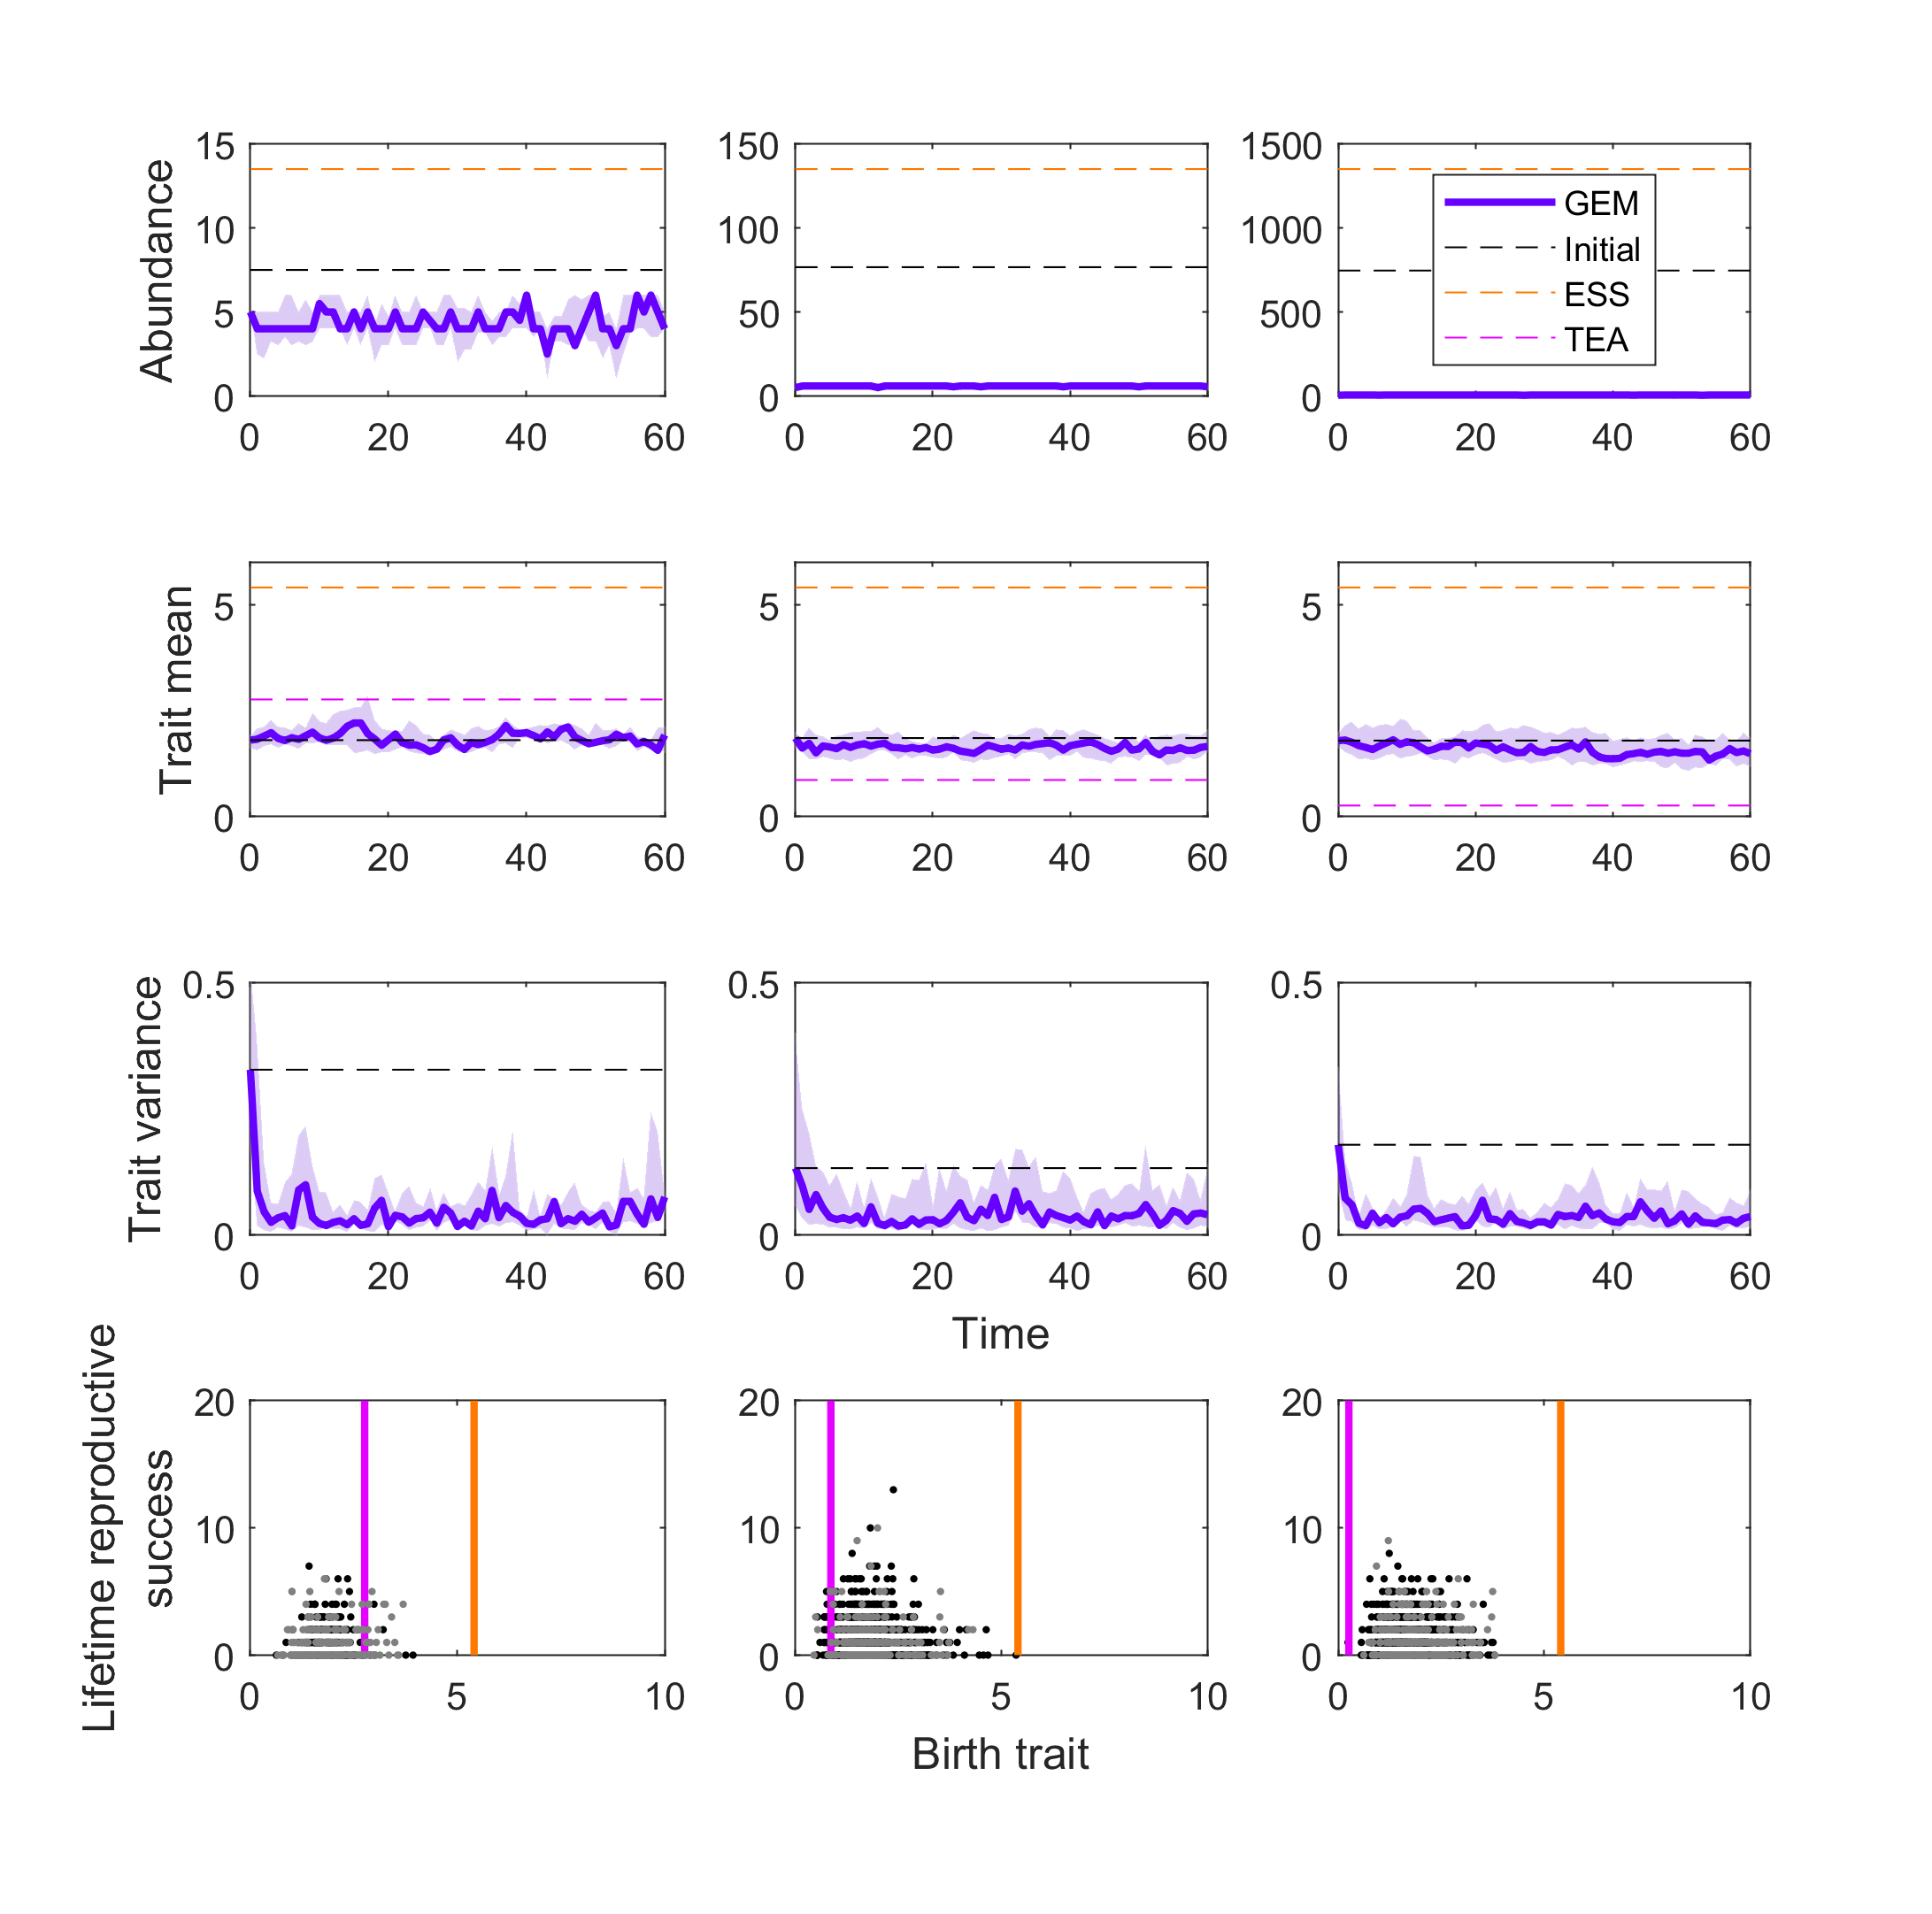 Abundance
15
10
5
0
0 20 40 60
150
100
50
0
0 20 40 60
1500
1000
500
0
0 20 40 60
GEM
Initial
ESS
TEA
Trait mean
5
0
0 20 40 60
5
0
0 20 40 60
5
0
0 20 40 60
Trait variance
0.5
0
0 20 40 60
0.5
0
0 20 40 60
0.5
0
0 20 40 60
Time
Lifetime reproductive
success
20
10
0
0 5 10
20
10
0
0 5 10
20
10
0
0 5 10
Birth trait